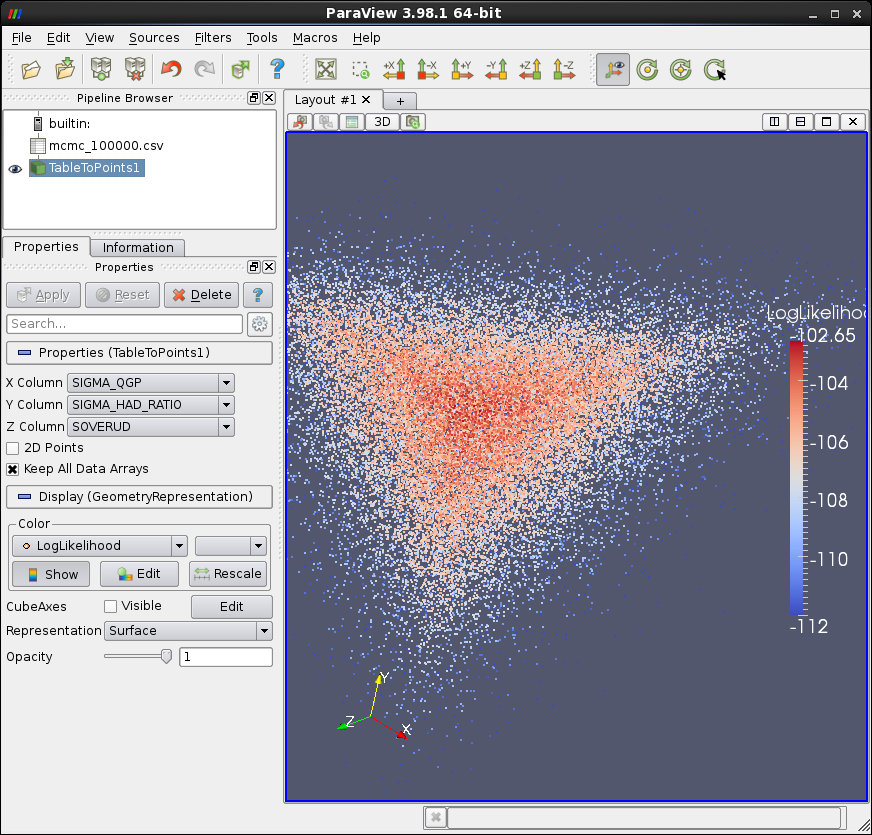 ParaView 3.98.1 64-bit
File Edit View Sources Filters Tools Macros Help
+X -X +Y -Y +Z -Z
Pipeline Browser
builtin:
mcmc_100000.csv
TableToPoints1
Properties Information
Properties
Apply Reset Delete ?
Search...
Properties (TableToPoints1)
X Column SIGMA_QGP
Y Column SIGMA_HAD_RATIO
Z Column SOVERUD
2D Points
Keep All Data Arrays
Display (GeometryRepresentation)
Color
LogLikelihood
Show Edit Rescale
CubeAxes Visible Edit
Representation Surface
Opacity 1
Layout #1 +
3D
LogLikelihoo
-102.65
-104
-106
-108
-110
-112
Y
Z
X